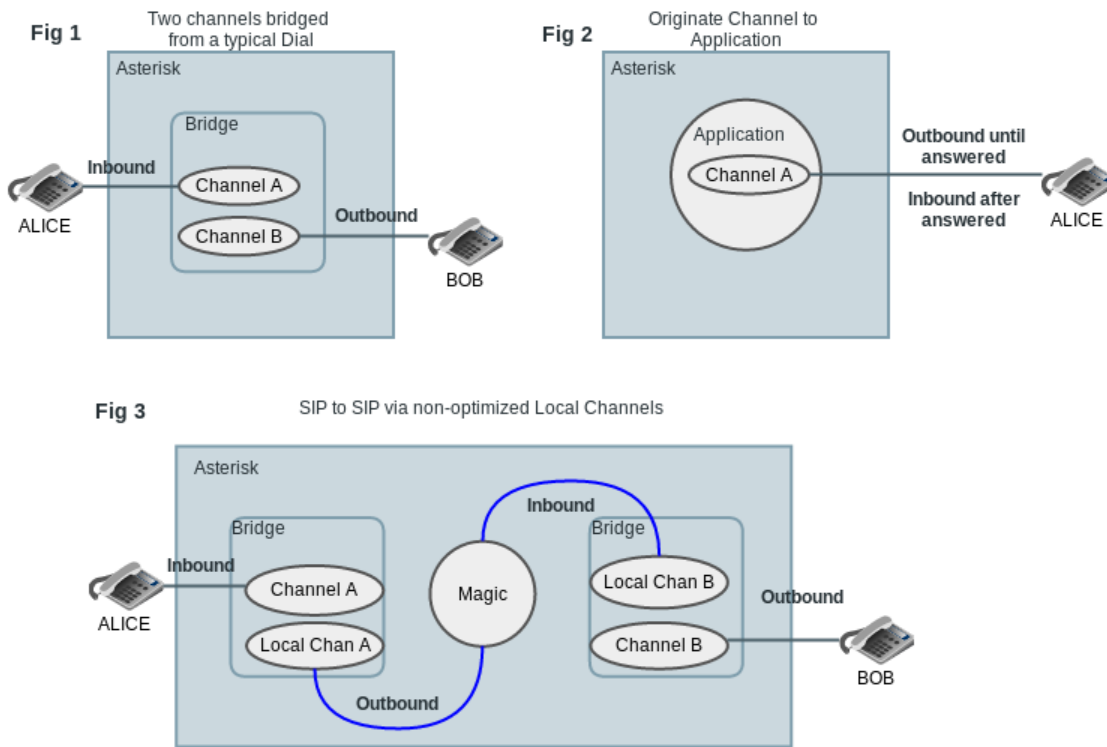 Fig 1
Two channels bridged
from a typical Dial
Asterisk
Bridge
Inbound
Channel A
ALICE
Channel B
Outbound
BOB
Fig 2
Originate Channel to
Application
Asterisk
Application
Channel A
Outbound until
answered
Inbound after
answered
ALICE
Fig 3
SIP to SIP via non-optimized Local Channels
Asterisk
Bridge
Inbound
Channel A
ALICE
Local Chan A
Outbound
Magic
Inbound
Bridge
Local Chan B
Channel B
Outbound
BOB